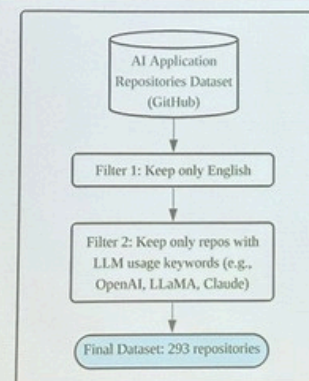 AI Application
Repositories Dataset
(GitHub)
Filter 1: Keep only English
Filter 2: Keep only repos with
LLM usage keywords (e.g.,
OpenAI, LLaMA, Claude)
Final Dataset: 293 repositories